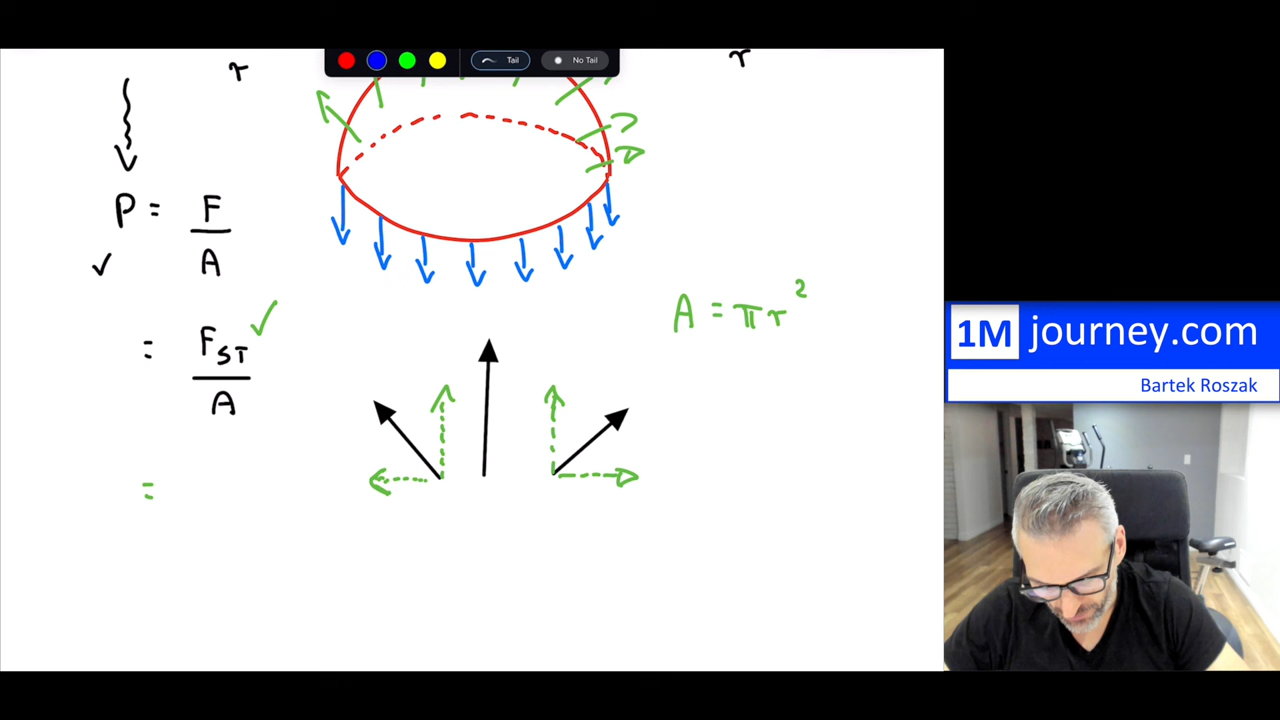 r
r
Tail
No Tail
P = F / A
✓
A = πr²
= F_ST / A ✓
=
1M journey.com
Bartek Roszak